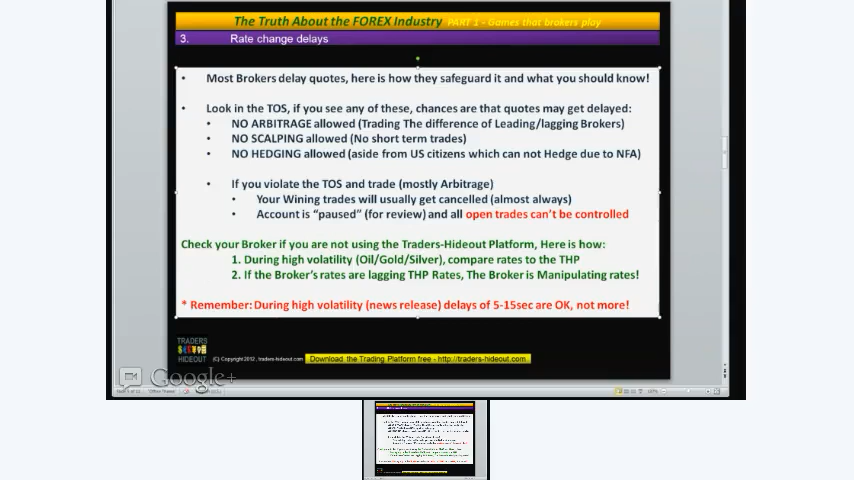 The Truth About the FOREX Industry PART 1 - Games that brokers play
3. Rate change delays
• Most Brokers delay quotes, here is how they safeguard it and what you should know!
• Look in the TOS, if you see any of these, chances are that quotes may get delayed:
• NO ARBITRAGE allowed (Trading The difference of Leading/lagging Brokers)
• NO SCALPING allowed (No short term trades)
• NO HEDGING allowed (aside from US citizens which can not Hedge due to NFA)
• If you violate the TOS and trade (mostly Arbitrage)
• Your Wining trades will usually get cancelled (almost always)
• Account is “paused” (for review) and all open trades can’t be controlled
Check your Broker if you are not using the Traders-Hideout Platform, Here is how:
1. During high volatility (Oil/Gold/Silver), compare rates to the THP
2. If the Broker’s rates are lagging THP Rates, The Broker is Manipulating rates!
* Remember: During high volatility (news release) delays of 5-15sec are OK, not more!
TRADERS
HIDEOUT
(C) Copyright 2012, traders-hideout.com
Download the Trading Platform free - http://traders-hideout.com
Google+